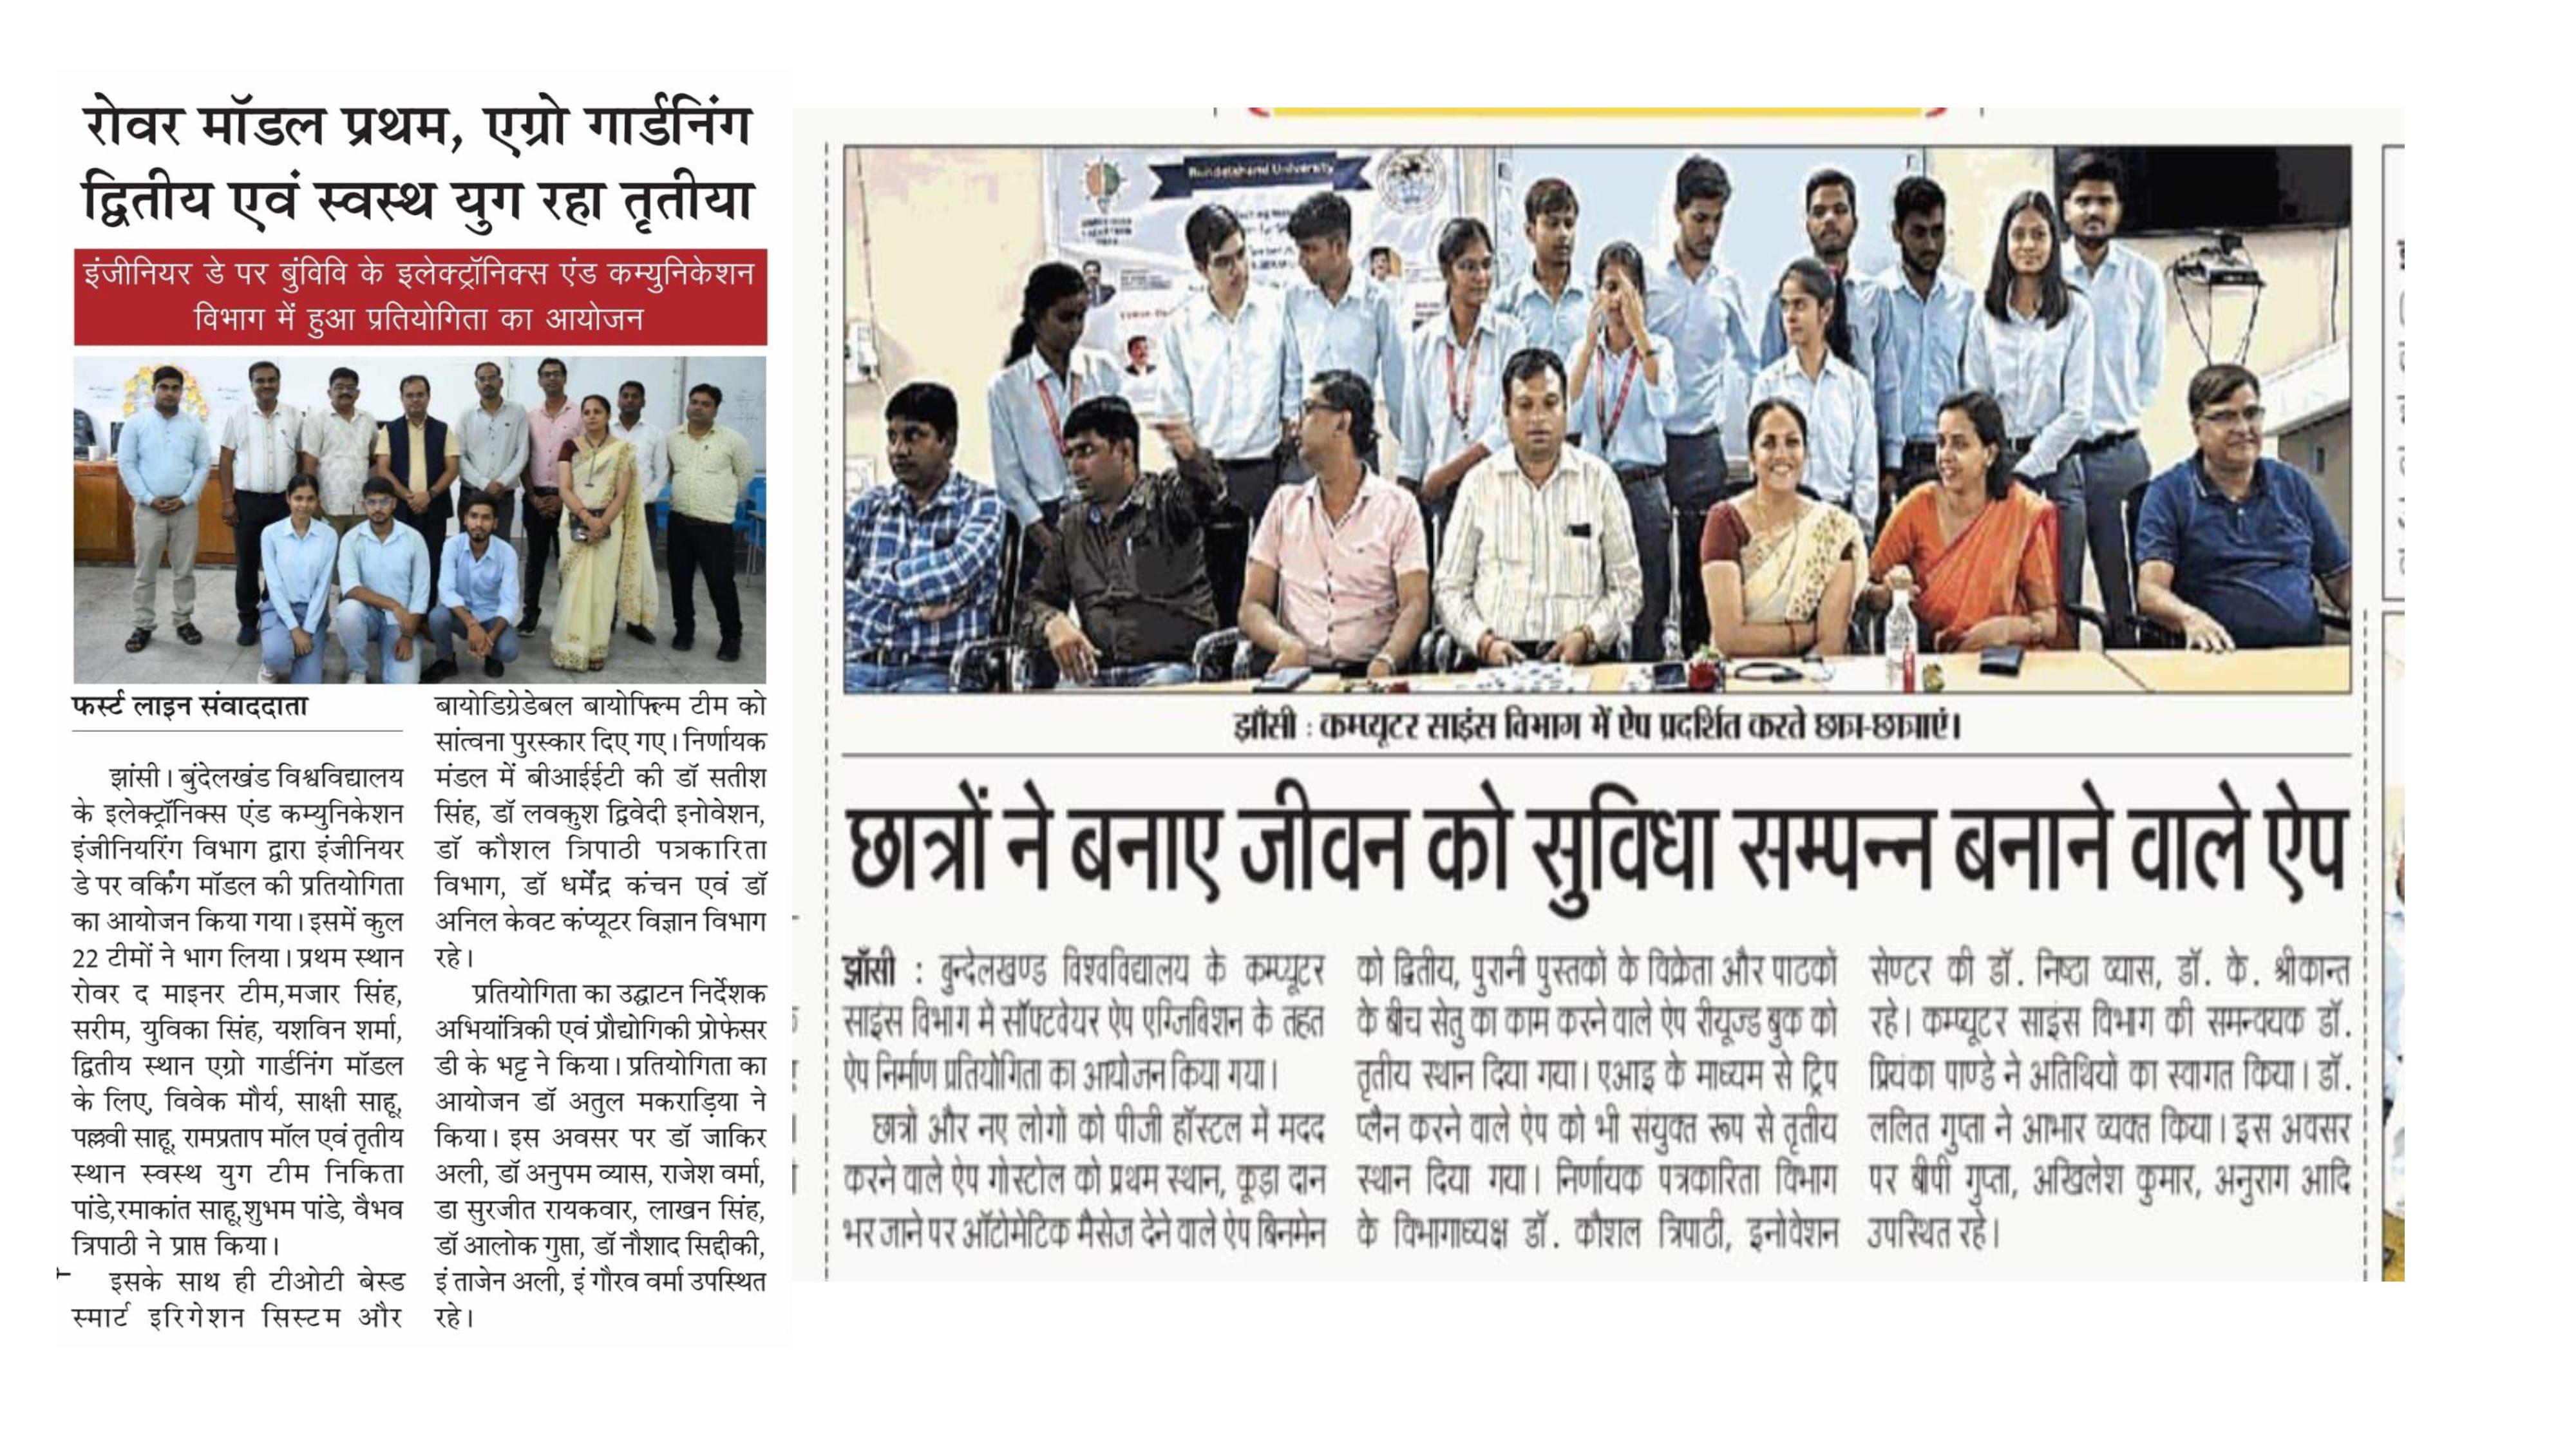 रोवर मॉडल प्रथम, एग्रो गार्डनिंग
द्वितीय एवं स्वस्थ युग रहा तृतीया
इंजीनियर डे पर बुंविवि के इलेक्ट्रॉनिक्स एंड कम्युनिकेशन
विभाग में हुआ प्रतियोगिता का आयोजन
फर्स्ट लाइन संवाददाता
झांसी। बुंदेलखंड विश्वविद्यालय
के इलेक्ट्रॉनिक्स एंड कम्युनिकेशन
इंजीनियरिंग विभाग द्वारा इंजीनियर
डे पर वर्किंग मॉडल की प्रतियोगिता
का आयोजन किया गया। इसमें कुल
22 टीमों ने भाग लिया। प्रथम स्थान
रोवर द माइनर टीम,मजार सिंह,
सरीम, युविका सिंह, यशविन शर्मा,
द्वितीय स्थान एग्रो गार्डनिंग मॉडल
के लिए, विवेक मौर्य, साक्षी साहू,
पल्लवी साहू, रामप्रताप मॉल एवं तृतीय
स्थान स्वस्थ युग टीम निकिता
पांडे,रमाकांत साहू,शुभम पांडे, वैभव
त्रिपाठी ने प्राप्त किया।
इसके साथ ही टीओटी बेस्ड
स्मार्ट इरिगेशन सिस्टम और
बायोडिग्रेडेबल बायोफिल्म टीम को
सांत्वना पुरस्कार दिए गए। निर्णायक
मंडल में बीआईईटी की डॉ सतीश
सिंह, डॉ लवकुश द्विवेदी इनोवेशन,
डॉ कौशल त्रिपाठी पत्रकारिता
विभाग, डॉ धर्मेंद्र कंचन एवं डॉ
अनिल केवट कंप्यूटर विज्ञान विभाग
रहे।
प्रतियोगिता का उद्घाटन निर्देशक
अभियांत्रिकी एवं प्रौद्योगिकी प्रोफेसर
डी के भट्ट ने किया। प्रतियोगिता का
आयोजन डॉ अतुल मकराड़िया ने
किया। इस अवसर पर डॉ जाकिर
अली, डॉ अनुपम व्यास, राजेश वर्मा,
डा सुरजीत रायकवार, लाखन सिंह,
डॉ आलोक गुप्ता, डॉ नौशाद सिद्दीकी,
इं ताजेन अली, इं गौरव वर्मा उपस्थित
रहे।
Bundelkhand University
झाँसी : कम्प्यूटर साइंस विभाग में ऐप प्रदर्शित करते छात्र-छात्राएं।
छात्रों ने बनाए जीवन को सुविधा सम्पन्न बनाने वाले ऐप
झाँसी : बुन्देलखण्ड विश्वविद्यालय के कम्प्यूटर
साइंस विभाग में सॉफ्टवेयर ऐप एग्जिबिशन के तहत
ऐप निर्माण प्रतियोगिता का आयोजन किया गया।
छात्रों और नए लोगों को पीजी हॉस्टल में मदद
करने वाले ऐप गोस्टोल को प्रथम स्थान, कूड़ा दान
भर जाने पर ऑटोमेटिक मैसेज देने वाले ऐप बिनमेन
को द्वितीय, पुरानी पुस्तकों के विक्रेता और पाठकों
के बीच सेतु का काम करने वाले ऐप रीयूज्ड बुक को
तृतीय स्थान दिया गया। एआइ के माध्यम से ट्रिप
प्लैन करने वाले ऐप को भी संयुक्त रूप से तृतीय
स्थान दिया गया। निर्णायक पत्रकारिता विभाग
के विभागाध्यक्ष डॉ. कौशल त्रिपाठी, इनोवेशन
सेण्टर की डॉ. निष्ठा व्यास, डॉ. के. श्रीकान्त
रहे। कम्प्यूटर साइंस विभाग की समन्वयक डॉ.
प्रियंका पाण्डे ने अतिथियों का स्वागत किया। डॉ.
ललित गुप्ता ने आभार व्यक्त किया। इस अवसर
पर बीपी गुप्ता, अखिलेश कुमार, अनुराग आदि
उपस्थित रहे।